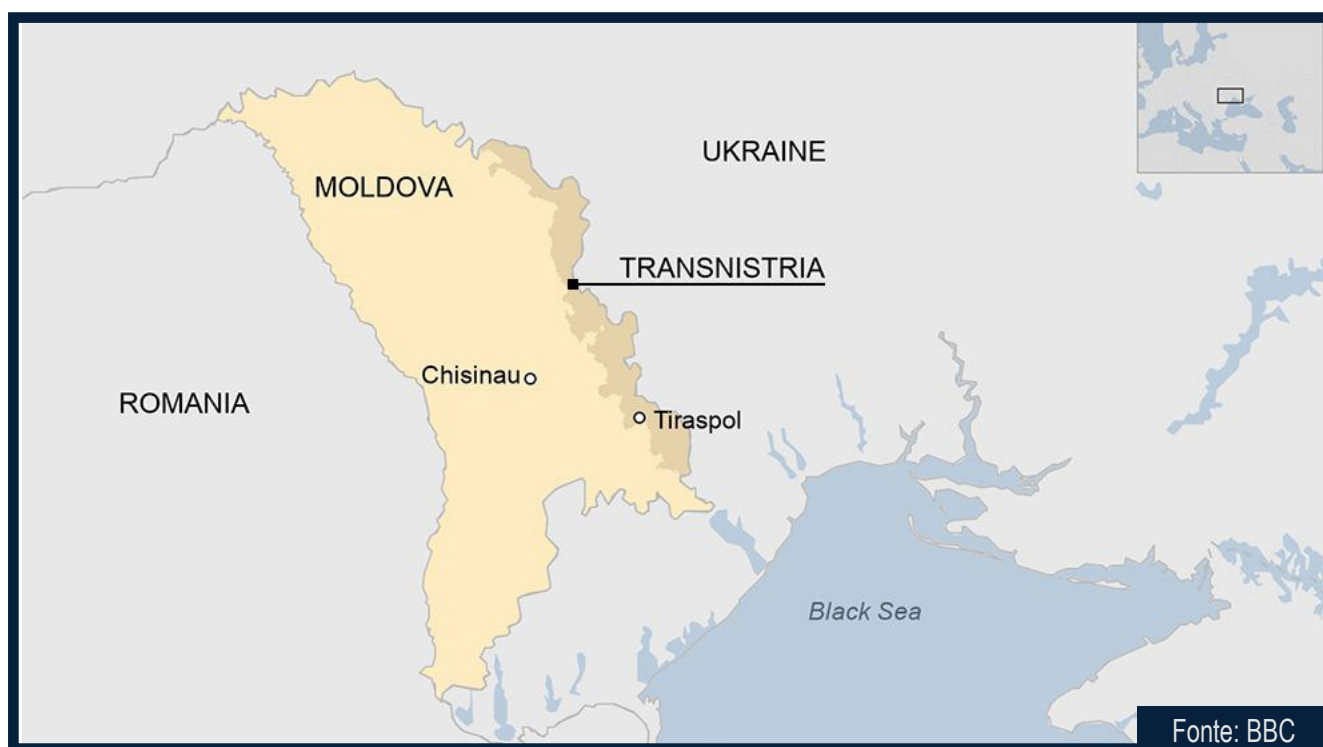 UKRAINE
MOLDOVA
TRANSNISTRIA
Chisinau
ROMANIA
Tiraspol
Black Sea
Fonte: BBC